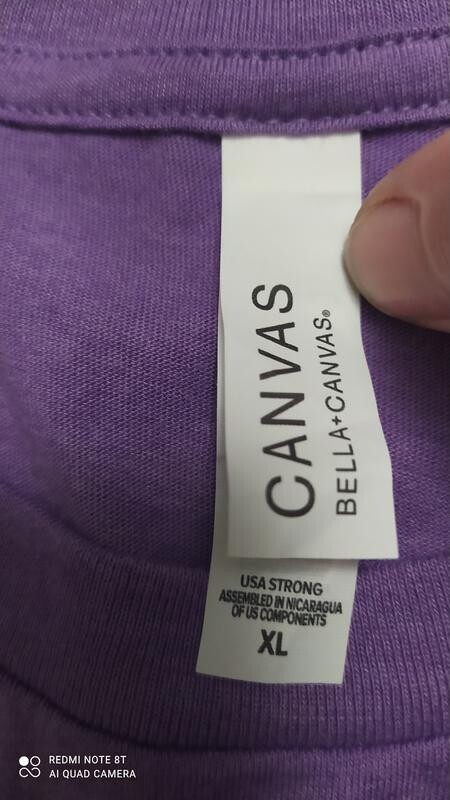 CANVAS
BELLA+CANVAS®
USA STRONG
ASSEMBLED IN NICARAGUA
OF US COMPONENTS
XL
REDMI NOTE 8T
AI QUAD CAMERA